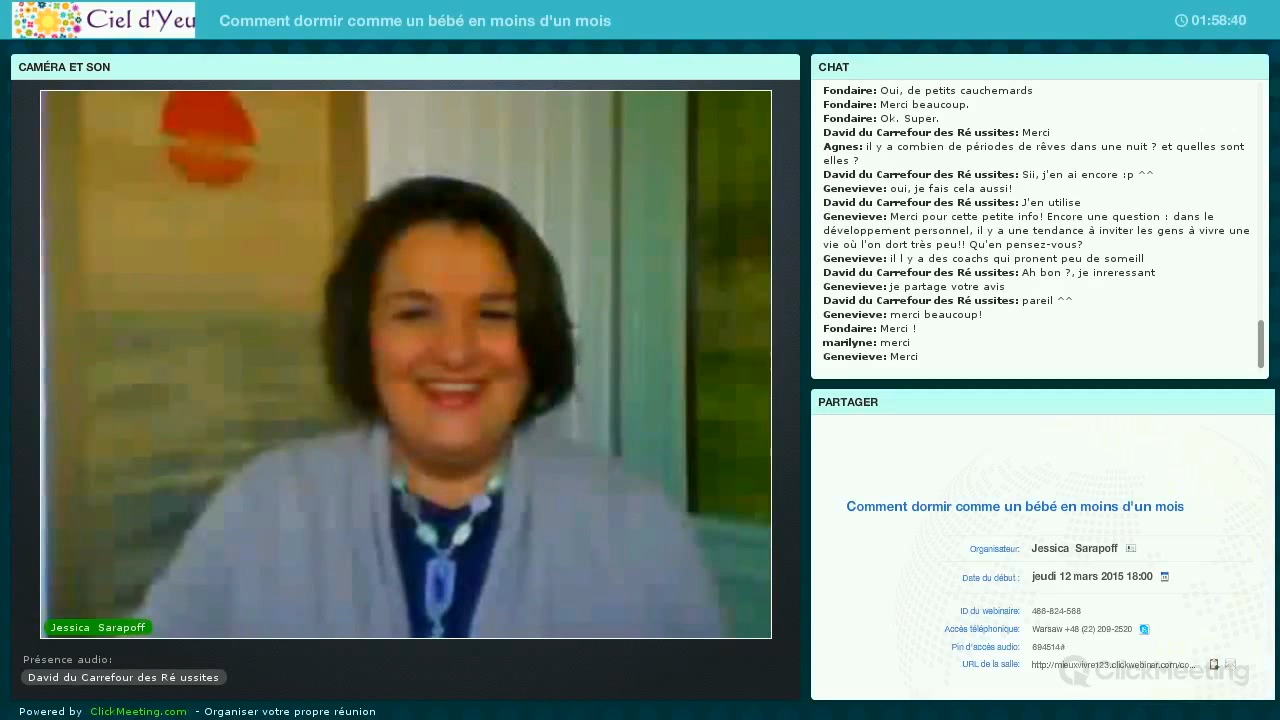 Ciel d'Yeu
Comment dormir comme un bébé en moins d'un mois
01:58:40
CAMÉRA ET SON
Jessica Sarapoff
Présence audio:
David du Carrefour des Ré ussites
CHAT
Fondaire: Oui, de petits cauchemards
Fondaire: Merci beaucoup.
Fondaire: Ok. Super.
David du Carrefour des Ré ussites: Merci
Agnes: il y a combien de périodes de rêves dans une nuit ? et quelles sont
elles ?
David du Carrefour des Ré ussites: Sii, j'en ai encore :p ^^
Genevieve: oui, je fais cela aussi!
David du Carrefour des Ré ussites: J'en utilise
Genevieve: Merci pour cette petite info! Encore une question : dans le
développement personnel, il y a une tendance à inviter les gens à vivre une
vie où l'on dort très peu!! Qu'en pensez-vous?
Genevieve: il l y a des coachs qui pronent peu de someill
David du Carrefour des Ré ussites: Ah bon ?, je inreressant
Genevieve: je partage votre avis
David du Carrefour des Ré ussites: pareil ^^
Genevieve: merci beaucoup!
Fondaire: Merci !
marilyne: merci
Genevieve: Merci
PARTAGER
Comment dormir comme un bébé en moins d'un mois
Organisateur: Jessica Sarapoff
Date du début : jeudi 12 mars 2015 18:00
ID du webinaire: 466-824-568
Accès téléphonique: Warsaw +48 (22) 209-2520
Pin d'accès audio: 694514#
URL de la salle: http://mieuxvivre123.clickwebinar.com/co...
ClickMeeting
Powered by ClickMeeting.com - Organiser votre propre réunion